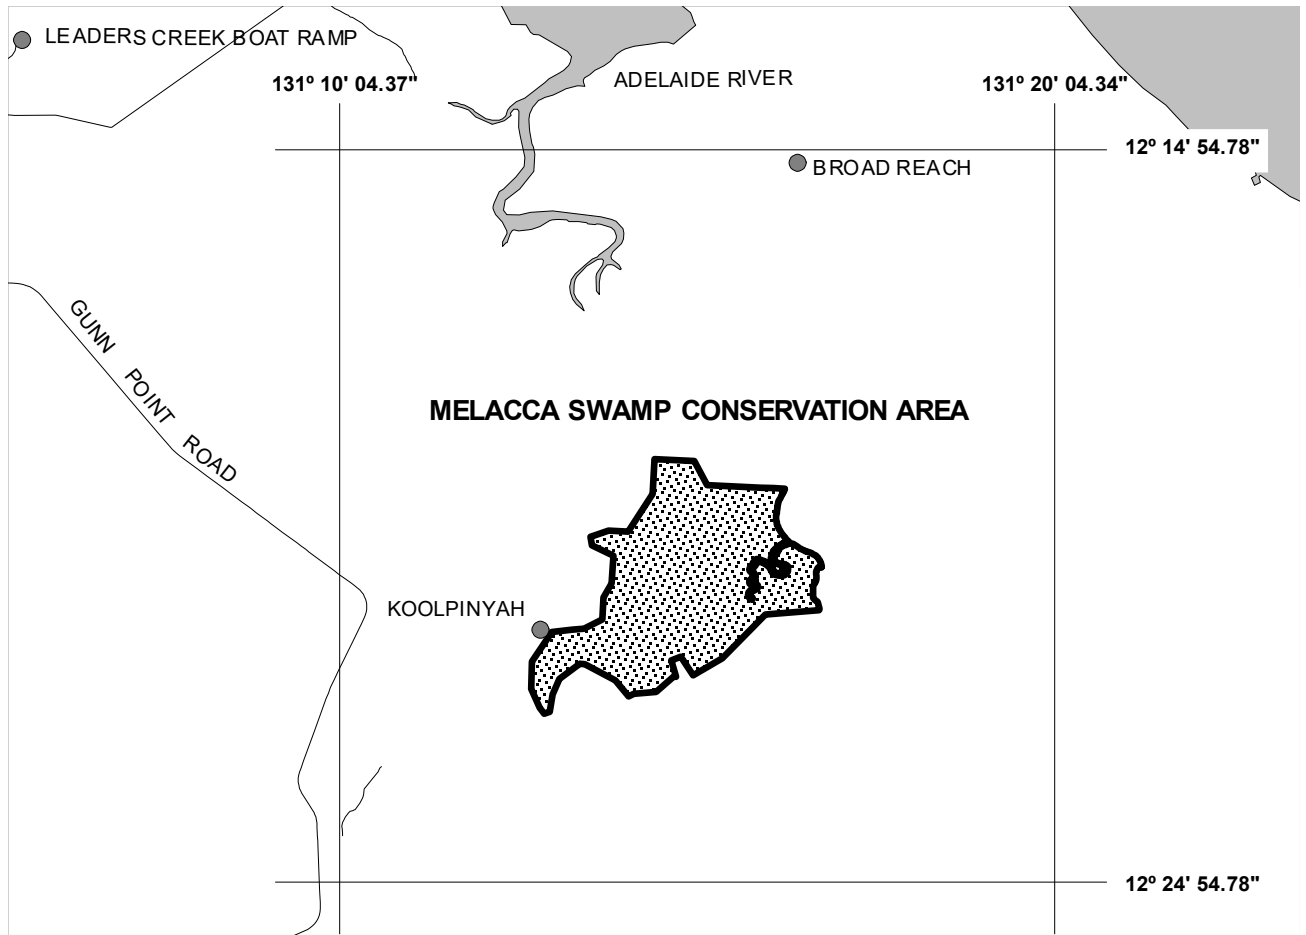 LEADERS CREEK BOAT RAMP
ADELAIDE RIVER
131º 10' 04.37"
131º 20' 04.34"
12º 14' 54.78"
BROAD REACH
GUNN POINT ROAD
MELACCA SWAMP CONSERVATION AREA
KOOLPINYAH
12º 24' 54.78"